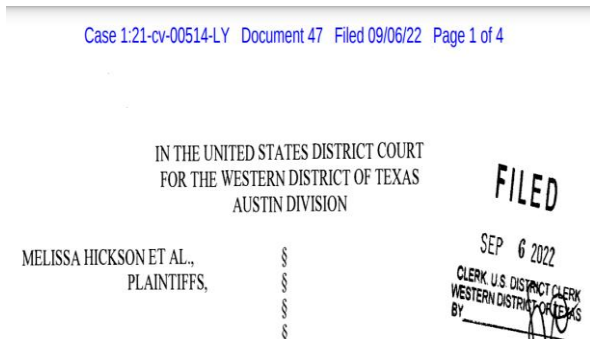 Case 1:21-cv-00514-LY Document 47 Filed 09/06/22 Page 1 of 4
IN THE UNITED STATES DISTRICT COURT
FOR THE WESTERN DISTRICT OF TEXAS
AUSTIN DIVISION
FILED
SEP 6 2022
CLERK, U.S. DISTRICT CLERK
WESTERN DISTRICT OF TEXAS
BY
MELISSA HICKSON ET AL., §
PLAINTIFFS, §
§
§